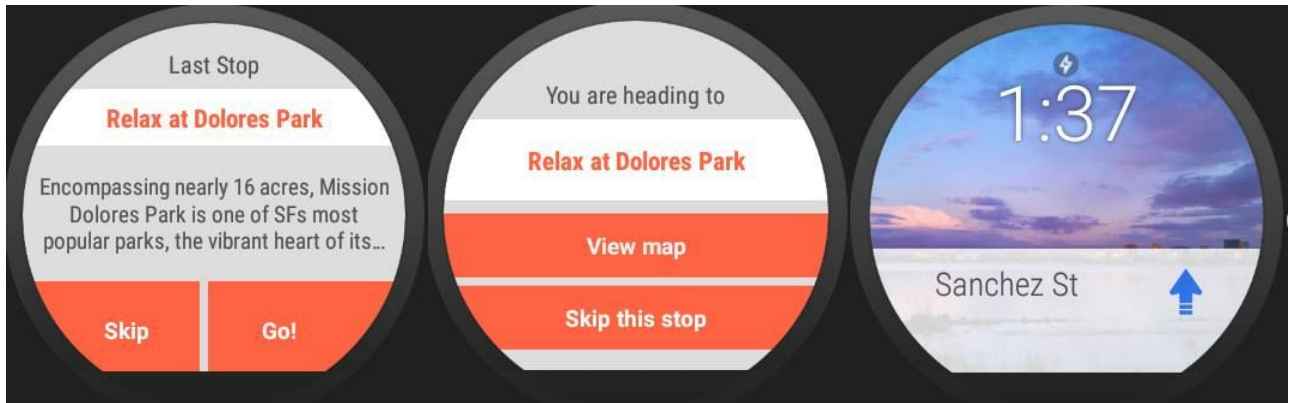 Last Stop
Relax at Dolores Park
Encompassing nearly 16 acres, Mission
Dolores Park is one of SFs most
popular parks, the vibrant heart of its...
Skip
Go!
You are heading to
Relax at Dolores Park
View map
Skip this stop
1:37
Sanchez St